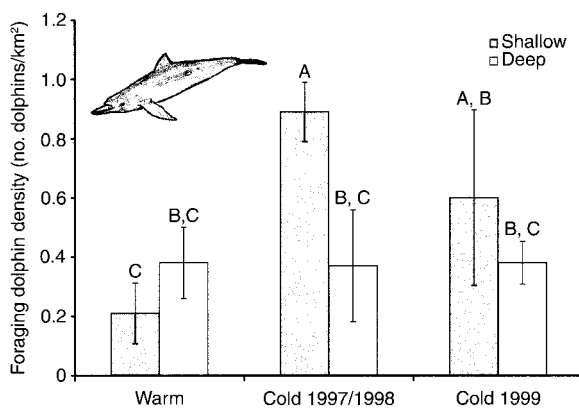 Foraging dolphin density (no. dolphins/km²)
1.2
1.0
0.8
0.6
0.4
0.2
0
Shallow
Deep
C
B,C
A
B, C
A, B
B, C
Warm
Cold 1997/1998
Cold 1999